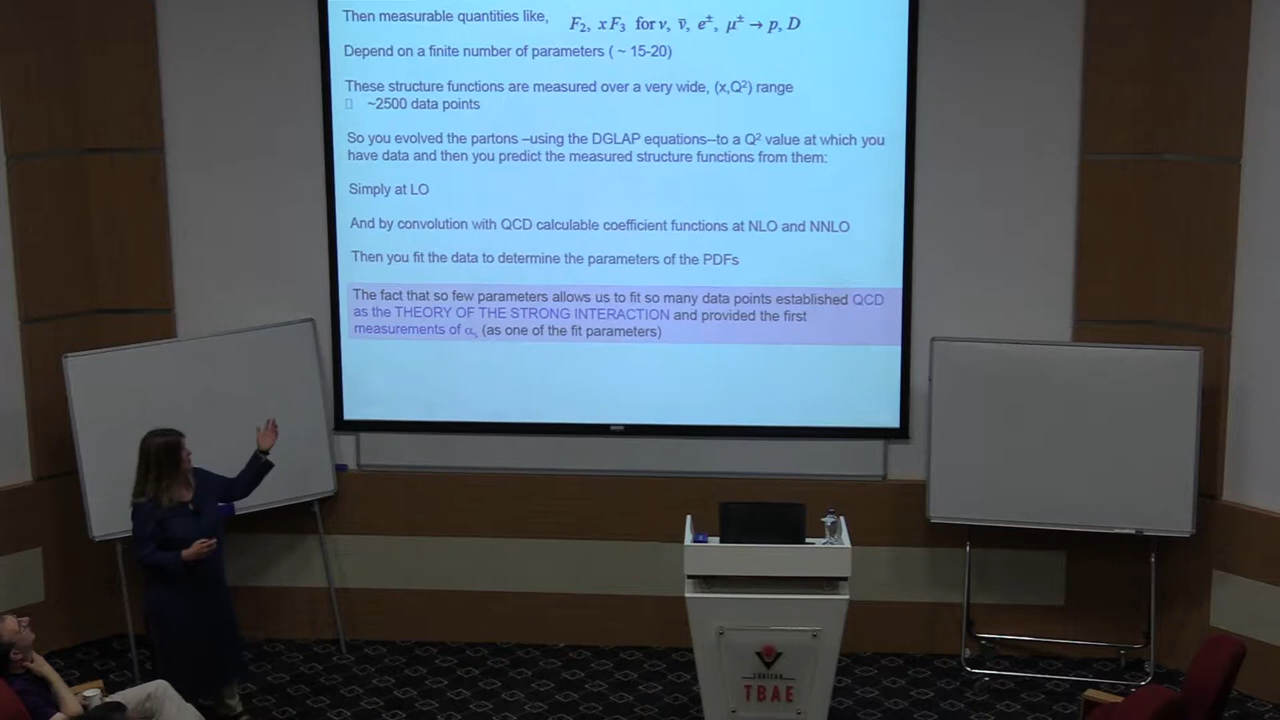 Then measurable quantities like, F₂, xF₃ for ν, ν̄, e±, μ± → p, D
Depend on a finite number of parameters ( ~ 15-20)
These structure functions are measured over a very wide, (x,Q²) range
~2500 data points
So you evolved the partons –using the DGLAP equations–to a Q² value at which you
have data and then you predict the measured structure functions from them:
Simply at LO
And by convolution with QCD calculable coefficient functions at NLO and NNLO
Then you fit the data to determine the parameters of the PDFs
The fact that so few parameters allows us to fit so many data points established QCD
as the THEORY OF THE STRONG INTERACTION and provided the first
measurements of αₛ (as one of the fit parameters)
TBAE